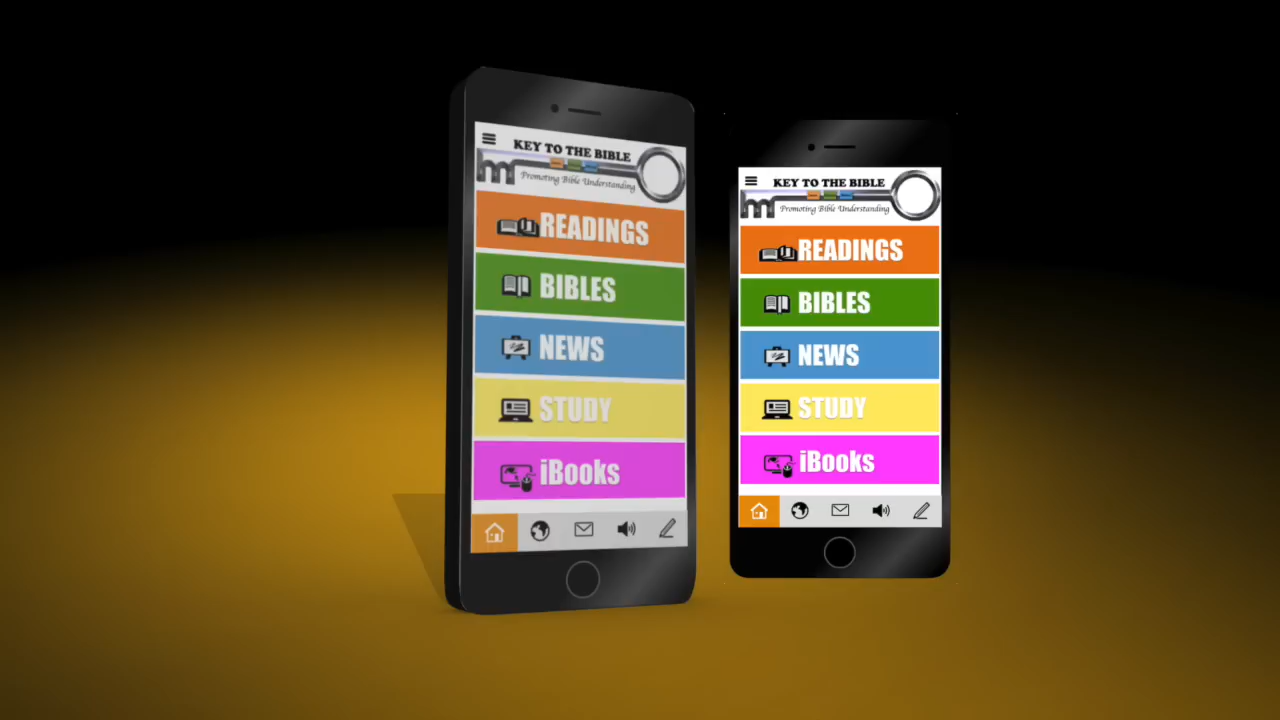 KEY TO THE BIBLE
Promoting Bible Understanding
READINGS
BIBLES
NEWS
STUDY
iBooks
KEY TO THE BIBLE
Promoting Bible Understanding
READINGS
BIBLES
NEWS
STUDY
iBooks